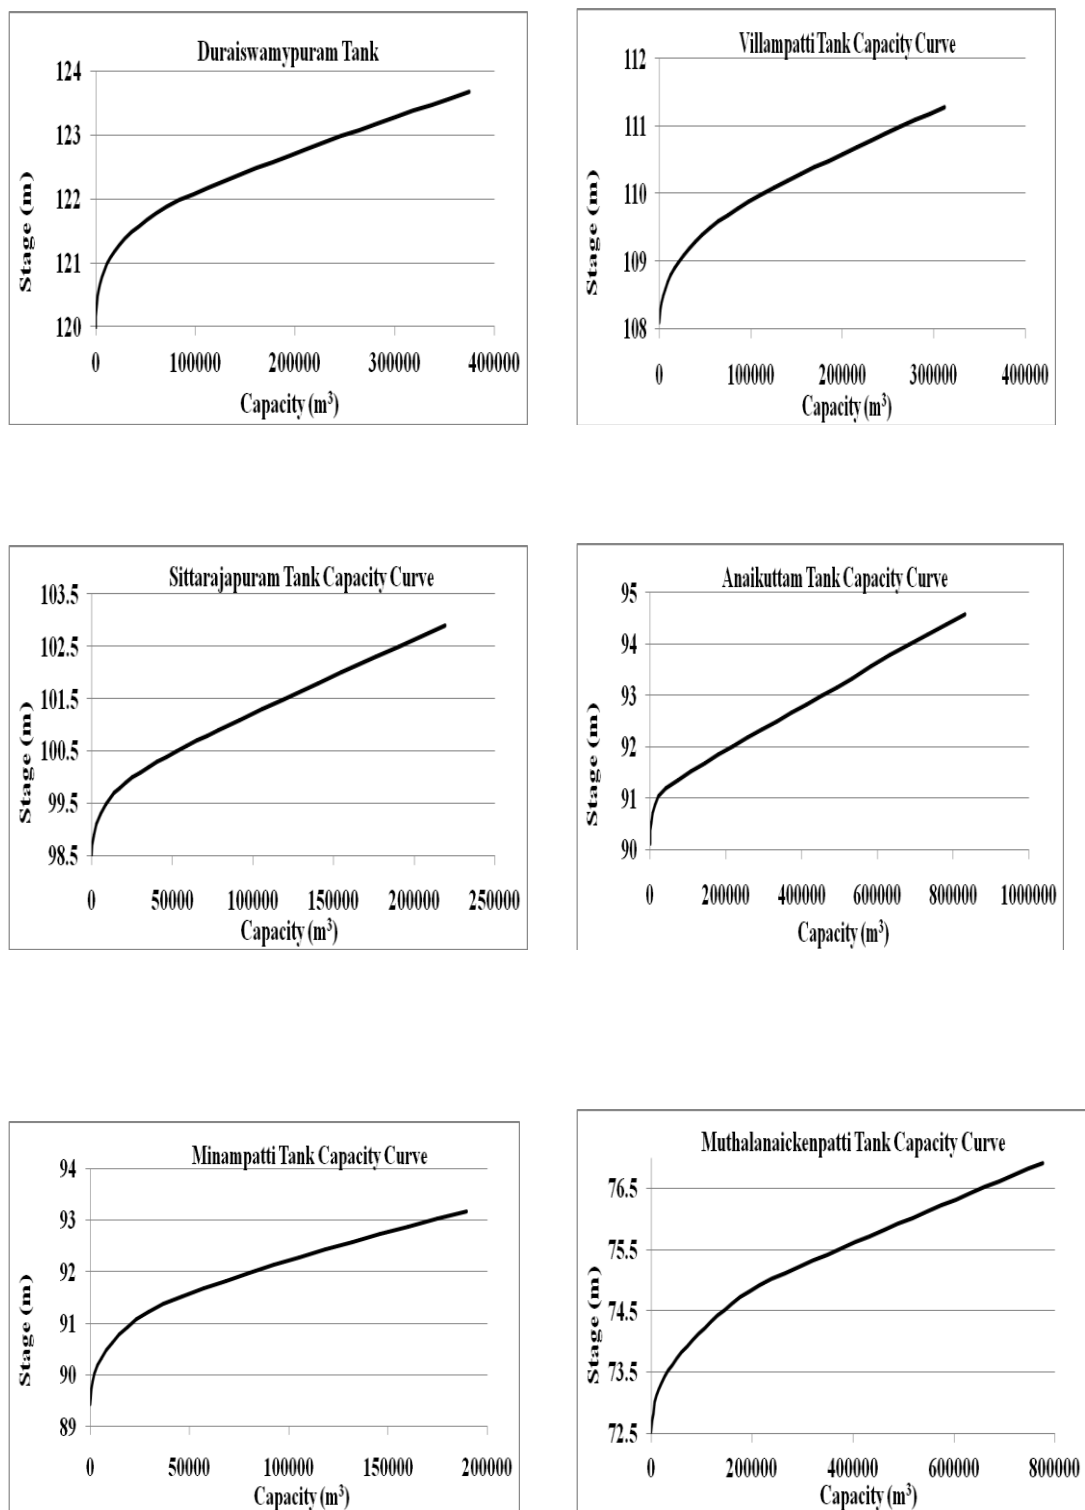 Duraiswamypuram Tank
124
123
122
121
120
0 100000 200000 300000 400000
Stage (m)
Capacity (m³)
Villampatti Tank Capacity Curve
112
111
110
109
108
0 100000 200000 300000 400000
Stage (m)
Capacity (m³)
Sittarajapuram Tank Capacity Curve
103.5
102.5
101.5
100.5
99.5
98.5
0 50000 100000 150000 200000 250000
Stage (m)
Capacity (m³)
Anaikuttam Tank Capacity Curve
95
94
93
92
91
90
0 200000 400000 600000 800000 1000000
Stage (m)
Capacity (m³)
Minampatti Tank Capacity Curve
94
93
92
91
90
89
0 50000 100000 150000 200000
Stage (m)
Capacity (m³)
Muthalanaickenpatti Tank Capacity Curve
76.5
75.5
74.5
73.5
72.5
0 200000 400000 600000 800000
Stage (m)
Capacity (m³)